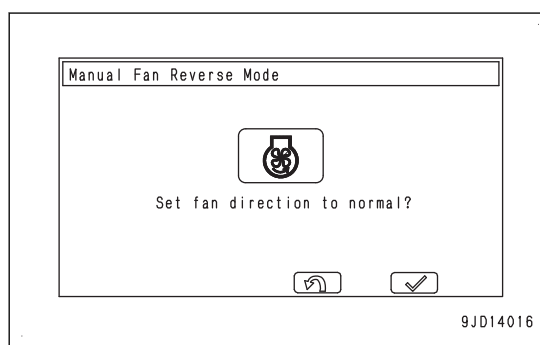 Manual Fan Reverse Mode
Set fan direction to normal?
9JD14016